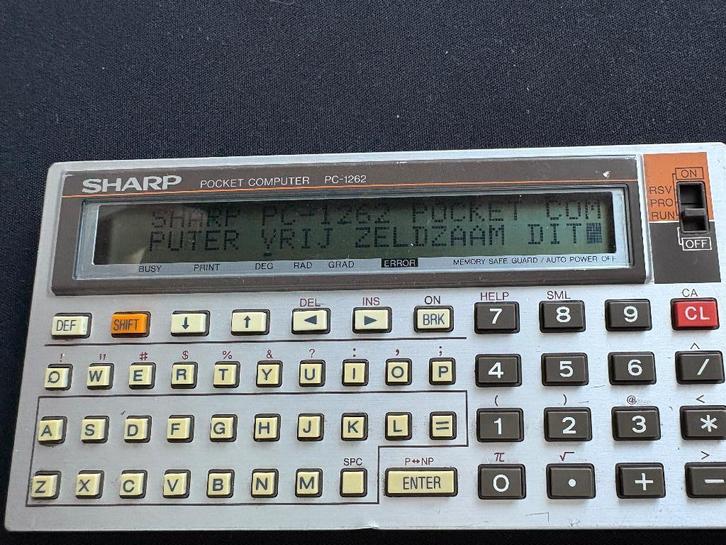 SHARP POCKET COMPUTER PC-1262
ON
RSV
PRO
RUN
OFF
SHARP PC-1262 POCKET COM
PUTER VRIJ ZELDZAAM DIT
BUSY PRINT DEG RAD GRAD ERROR MEMORY SAFE GUARD / AUTO POWER OFF
DEL INS ON HELP SML CA
DEF SHIFT ↓ ↑ ◄ ► BRK 7 8 9 CL
! " # $ % & ? : , ; ^
Q W E R T Y U I O P 4 5 6 /
( ) @ <
A S D F G H J K L = 1 2 3 *
SPC P↔NP π √ >
Z X C V B N M ENTER 0 • + −